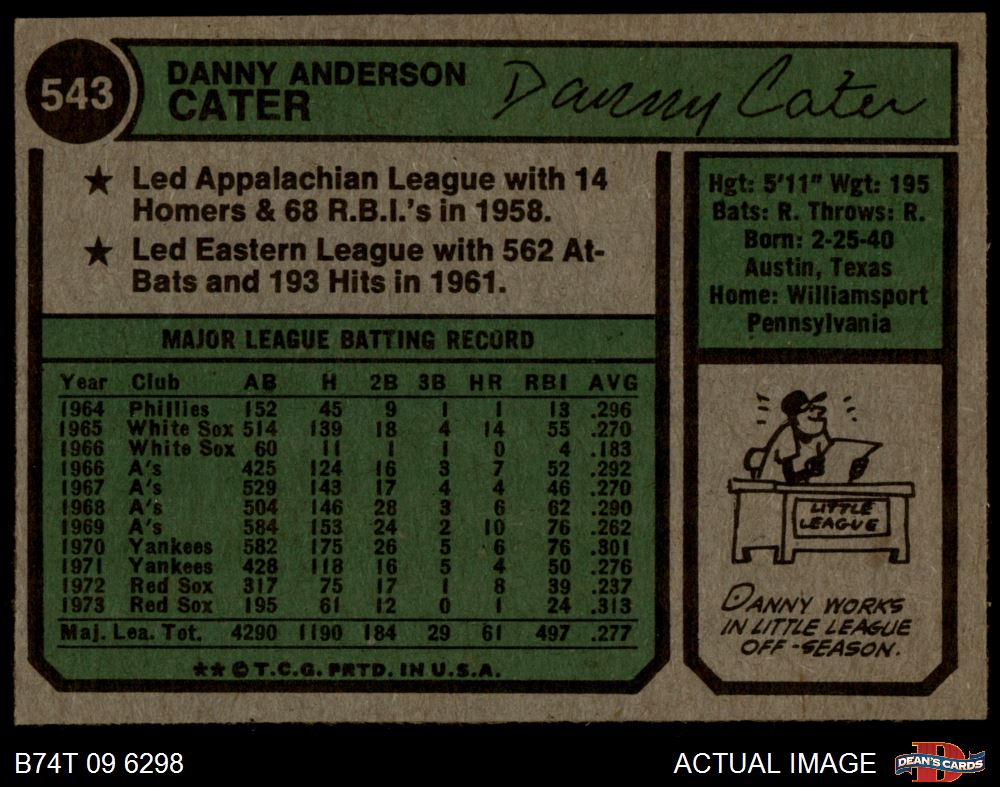 543
DANNY ANDERSON
CATER
Danny Cater
★ Led Appalachian League with 14
Homers & 68 R.B.I.'s in 1958.
★ Led Eastern League with 562 At-
Bats and 193 Hits in 1961.
Hgt: 5'11" Wgt: 195
Bats: R. Throws: R.
Born: 2-25-40
Austin, Texas
Home: Williamsport
Pennsylvania
MAJOR LEAGUE BATTING RECORD
Year Club AB H 2B 3B HR RBI AVG
1964 Phillies 152 45 9 1 1 13 .296
1965 White Sox 514 139 18 4 14 55 .270
1966 White Sox 60 11 1 1 0 4 .183
1966 A's 425 124 16 3 7 52 .292
1967 A's 529 143 17 4 4 46 .270
1968 A's 504 146 28 3 6 62 .290
1969 A's 584 153 24 2 10 76 .262
1970 Yankees 582 175 26 5 6 76 .301
1971 Yankees 428 118 16 5 4 50 .276
1972 Red Sox 317 75 17 1 8 39 .237
1973 Red Sox 195 61 12 0 1 24 .313
Maj. Lea. Tot. 4290 1190 184 29 61 497 .277
★★ © T.C.G. PRTD. IN U.S.A.
LITTLE
LEAGUE
DANNY WORKS
IN LITTLE LEAGUE
OFF-SEASON.
B74T 09 6298
ACTUAL IMAGE
D
DEAN'S CARDS